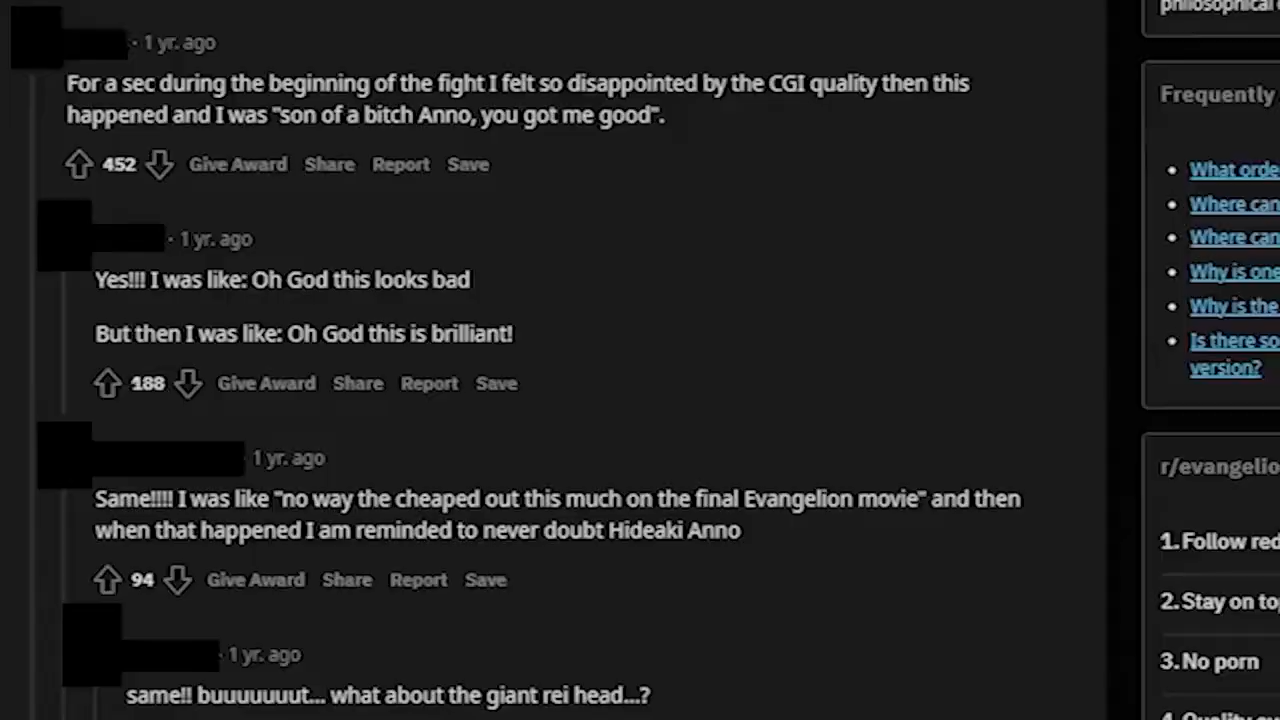 philosophical
· 1 yr. ago
For a sec during the beginning of the fight I felt so disappointed by the CGI quality then this
happened and I was "son of a bitch Anno, you got me good".
452 Give Award Share Report Save
· 1 yr. ago
Yes!!! I was like: Oh God this looks bad
But then I was like: Oh God this is brilliant!
188 Give Award Share Report Save
1 yr. ago
Same!!!! I was like "no way the cheaped out this much on the final Evangelion movie" and then
when that happened I am reminded to never doubt Hideaki Anno
94 Give Award Share Report Save
· 1 yr. ago
same!! buuuuuuut... what about the giant rei head...?
Frequently
• What orde
• Where can
• Where can
• Why is one
• Why is the
• Is there so
version?
r/evangelio
1. Follow red
2. Stay on to
3. No porn